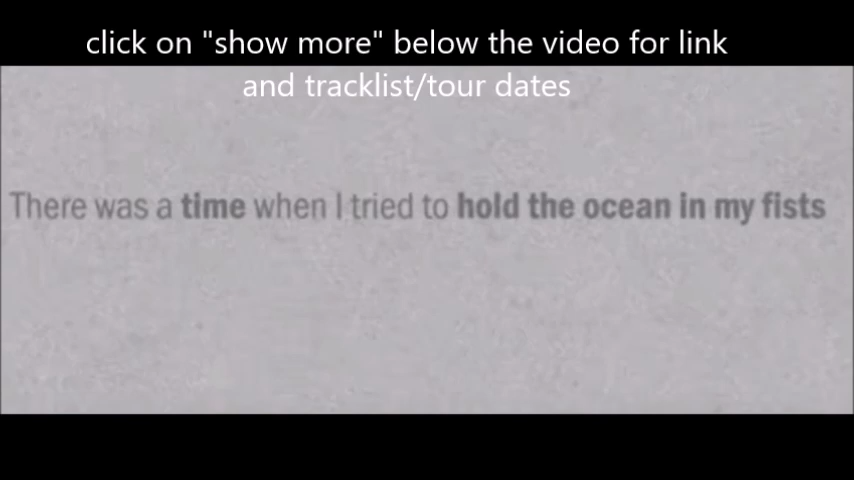 click on "show more" below the video for link
and tracklist/tour dates
There was a time when I tried to hold the ocean in my fists